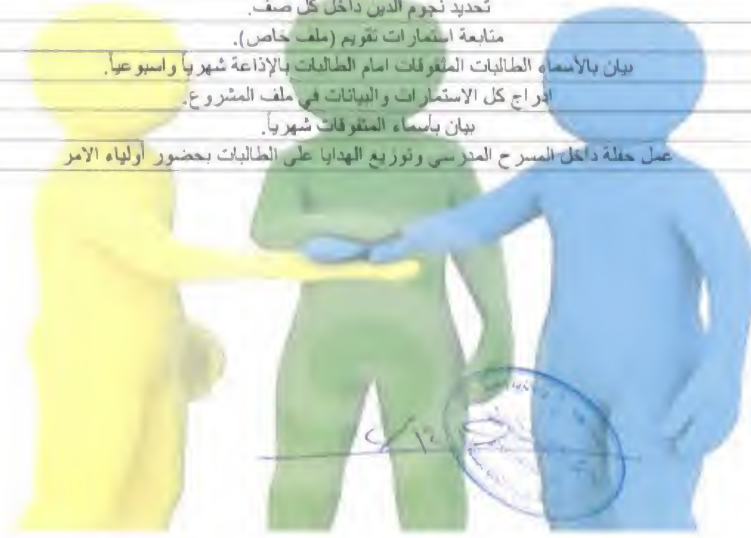 تحديد نجوم الدين داخل كل صف.
متابعة استمارات تقويم (ملف خاص).
بيان بالأسماء الطالبات المتفوقات امام الطالبات بالإذاعة شهرياً واسبوعياً.
ادراج كل الاستمارات والبيانات في ملف المشروع.
بيان بأسماء المتفوقات شهرياً.
عمل حفلة داخل المسرح المدرسي وتوزيع الهدايا على الطالبات بحضور أولياء الامر